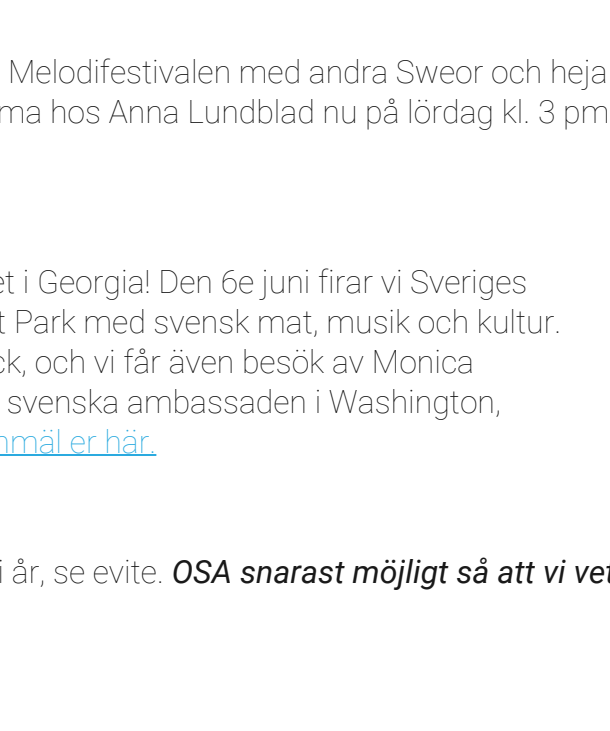 Melodifestivalen med andra Sweor och heja
ma hos Anna Lundblad nu på lördag kl. 3 pm
et i Georgia! Den 6e juni firar vi Sveriges
t Park med svensk mat, musik och kultur.
ck, och vi får även besök av Monica
svenska ambassaden i Washington,
nmäl er här.
i år, se evite. OSA snarast möjligt så att vi vet